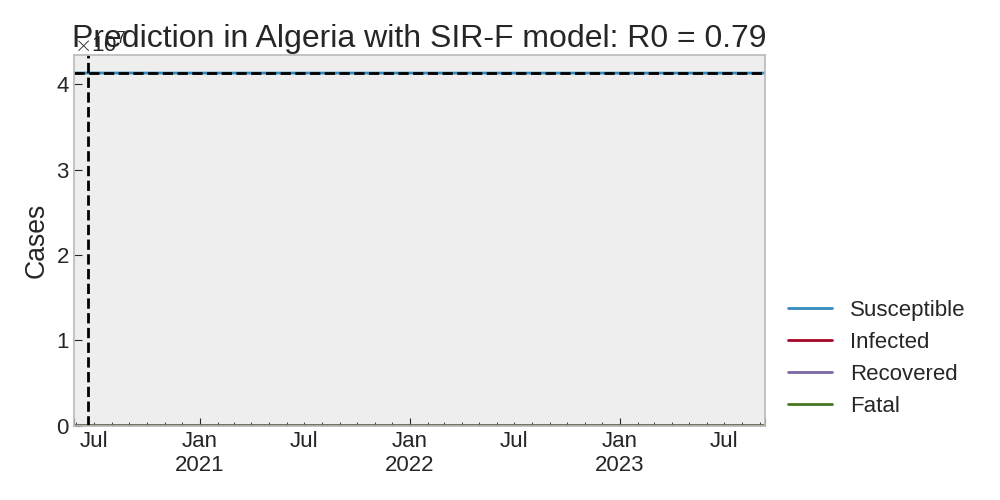 Prediction in Algeria with SIR-F model: R0 = 0.79
×10⁷
Cases
4
3
2
1
0
Jul Jan Jul Jan Jul Jan Jul
2021 2022 2023
Susceptible
Infected
Recovered
Fatal